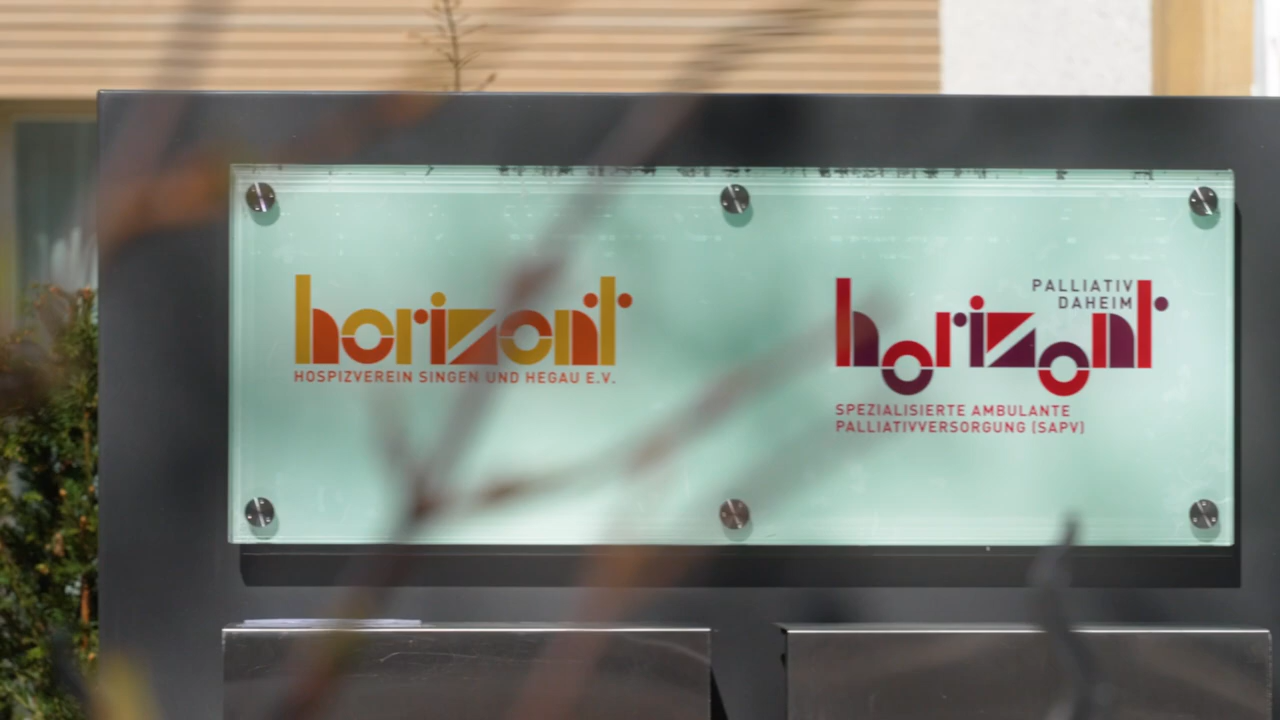 horizont
HOSPIZVEREIN SINGEN UND HEGAU E.V.
PALLIATIV
DAHEIM
horizont
SPEZIALISIERTE AMBULANTE
PALLIATIVVERSORGUNG (SAPV)